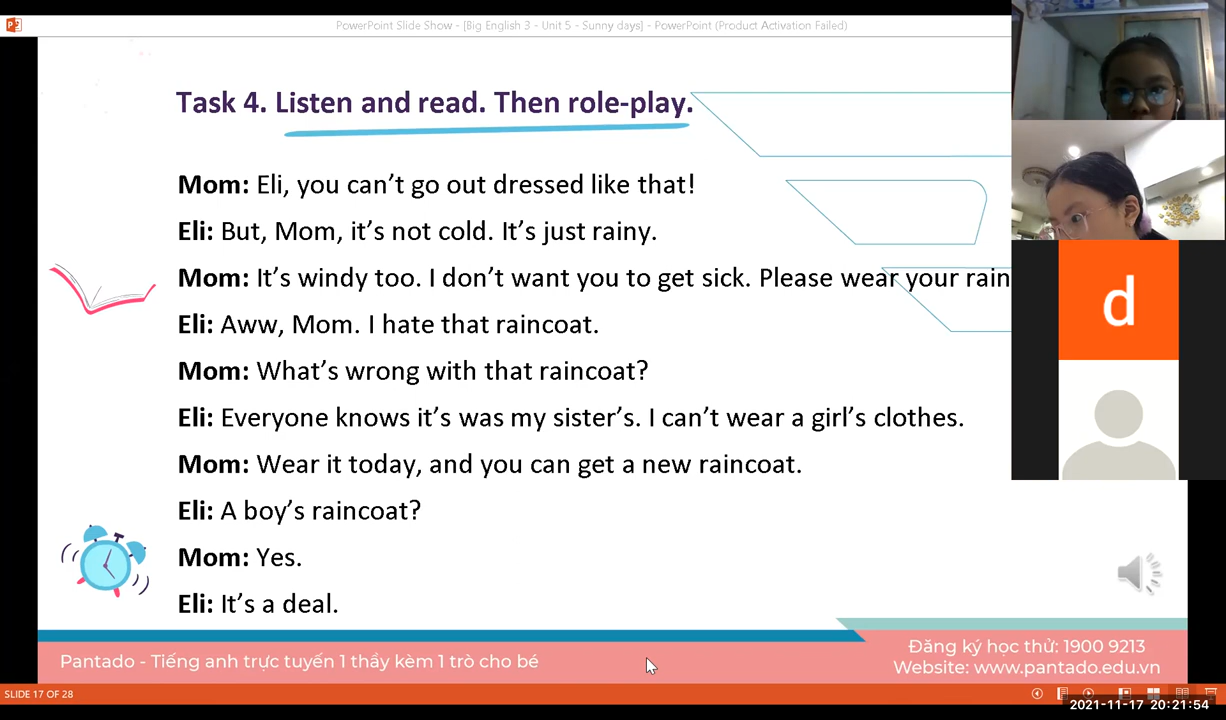 PowerPoint Slide Show - [Big English 3 - Unit 5 - Sunny days] - PowerPoint (Product Activation Failed)
Task 4. Listen and read. Then role-play.
Mom: Eli, you can't go out dressed like that!
Eli: But, Mom, it's not cold. It's just rainy.
Mom: It's windy too. I don't want you to get sick. Please wear your rain
Eli: Aww, Mom. I hate that raincoat.
Mom: What's wrong with that raincoat?
Eli: Everyone knows it's was my sister's. I can't wear a girl's clothes.
Mom: Wear it today, and you can get a new raincoat.
Eli: A boy's raincoat?
Mom: Yes.
Eli: It's a deal.
d
Pantado - Tiếng anh trực tuyến 1 thầy kèm 1 trò cho bé
Đăng ký học thử: 1900 9213
Website: www.pantado.edu.vn
SLIDE 17 OF 28
2021-11-17 20:21:54